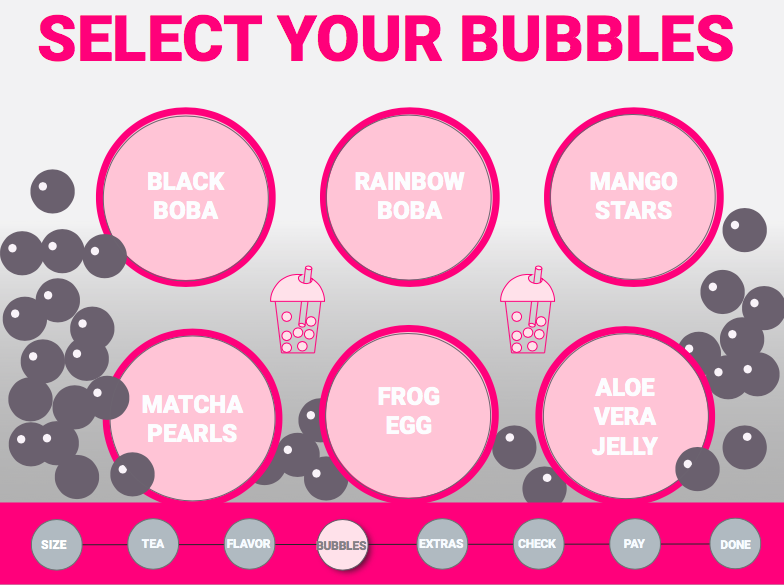 SELECT YOUR BUBBLES
BLACK
BOBA
RAINBOW
BOBA
MANGO
STARS
MATCHA
PEARLS
FROG
EGG
ALOE
VERA
JELLY
SIZE
TEA
FLAVOR
BUBBLES
EXTRAS
CHECK
PAY
DONE